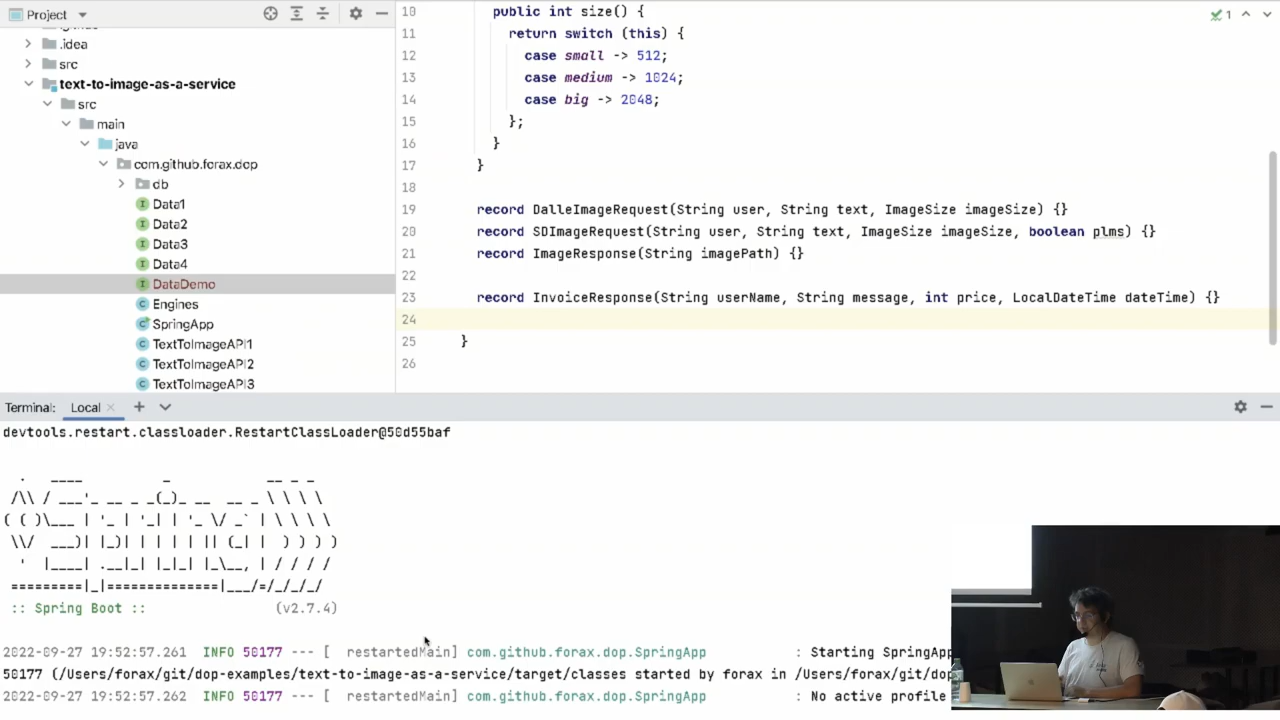 Project
.idea
src
text-to-image-as-a-service
src
main
java
com.github.forax.dop
db
Data1
Data2
Data3
Data4
DataDemo
Engines
SpringApp
TextToImageAPI1
TextToImageAPI2
TextToImageAPI3
1
10 public int size() {
11 return switch (this) {
12 case small -> 512;
13 case medium -> 1024;
14 case big -> 2048;
15 };
16 }
17 }
18
19 record DalleImageRequest(String user, String text, ImageSize imageSize) {}
20 record SDImageRequest(String user, String text, ImageSize imageSize, boolean plms) {}
21 record ImageResponse(String imagePath) {}
22
23 record InvoiceResponse(String userName, String message, int price, LocalDateTime dateTime) {}
24
25 }
26
Terminal: Local
devtools.restart.classloader.RestartClassLoader@50d55baf
:: Spring Boot :: (v2.7.4)
2022-09-27 19:52:57.261 INFO 50177 --- [ restartedMain] com.github.forax.dop.SpringApp : Starting SpringApp
50177 (/Users/forax/git/dop-examples/text-to-image-as-a-service/target/classes started by forax in /Users/forax/git/dop
2022-09-27 19:52:57.262 INFO 50177 --- [ restartedMain] com.github.forax.dop.SpringApp : No active profile